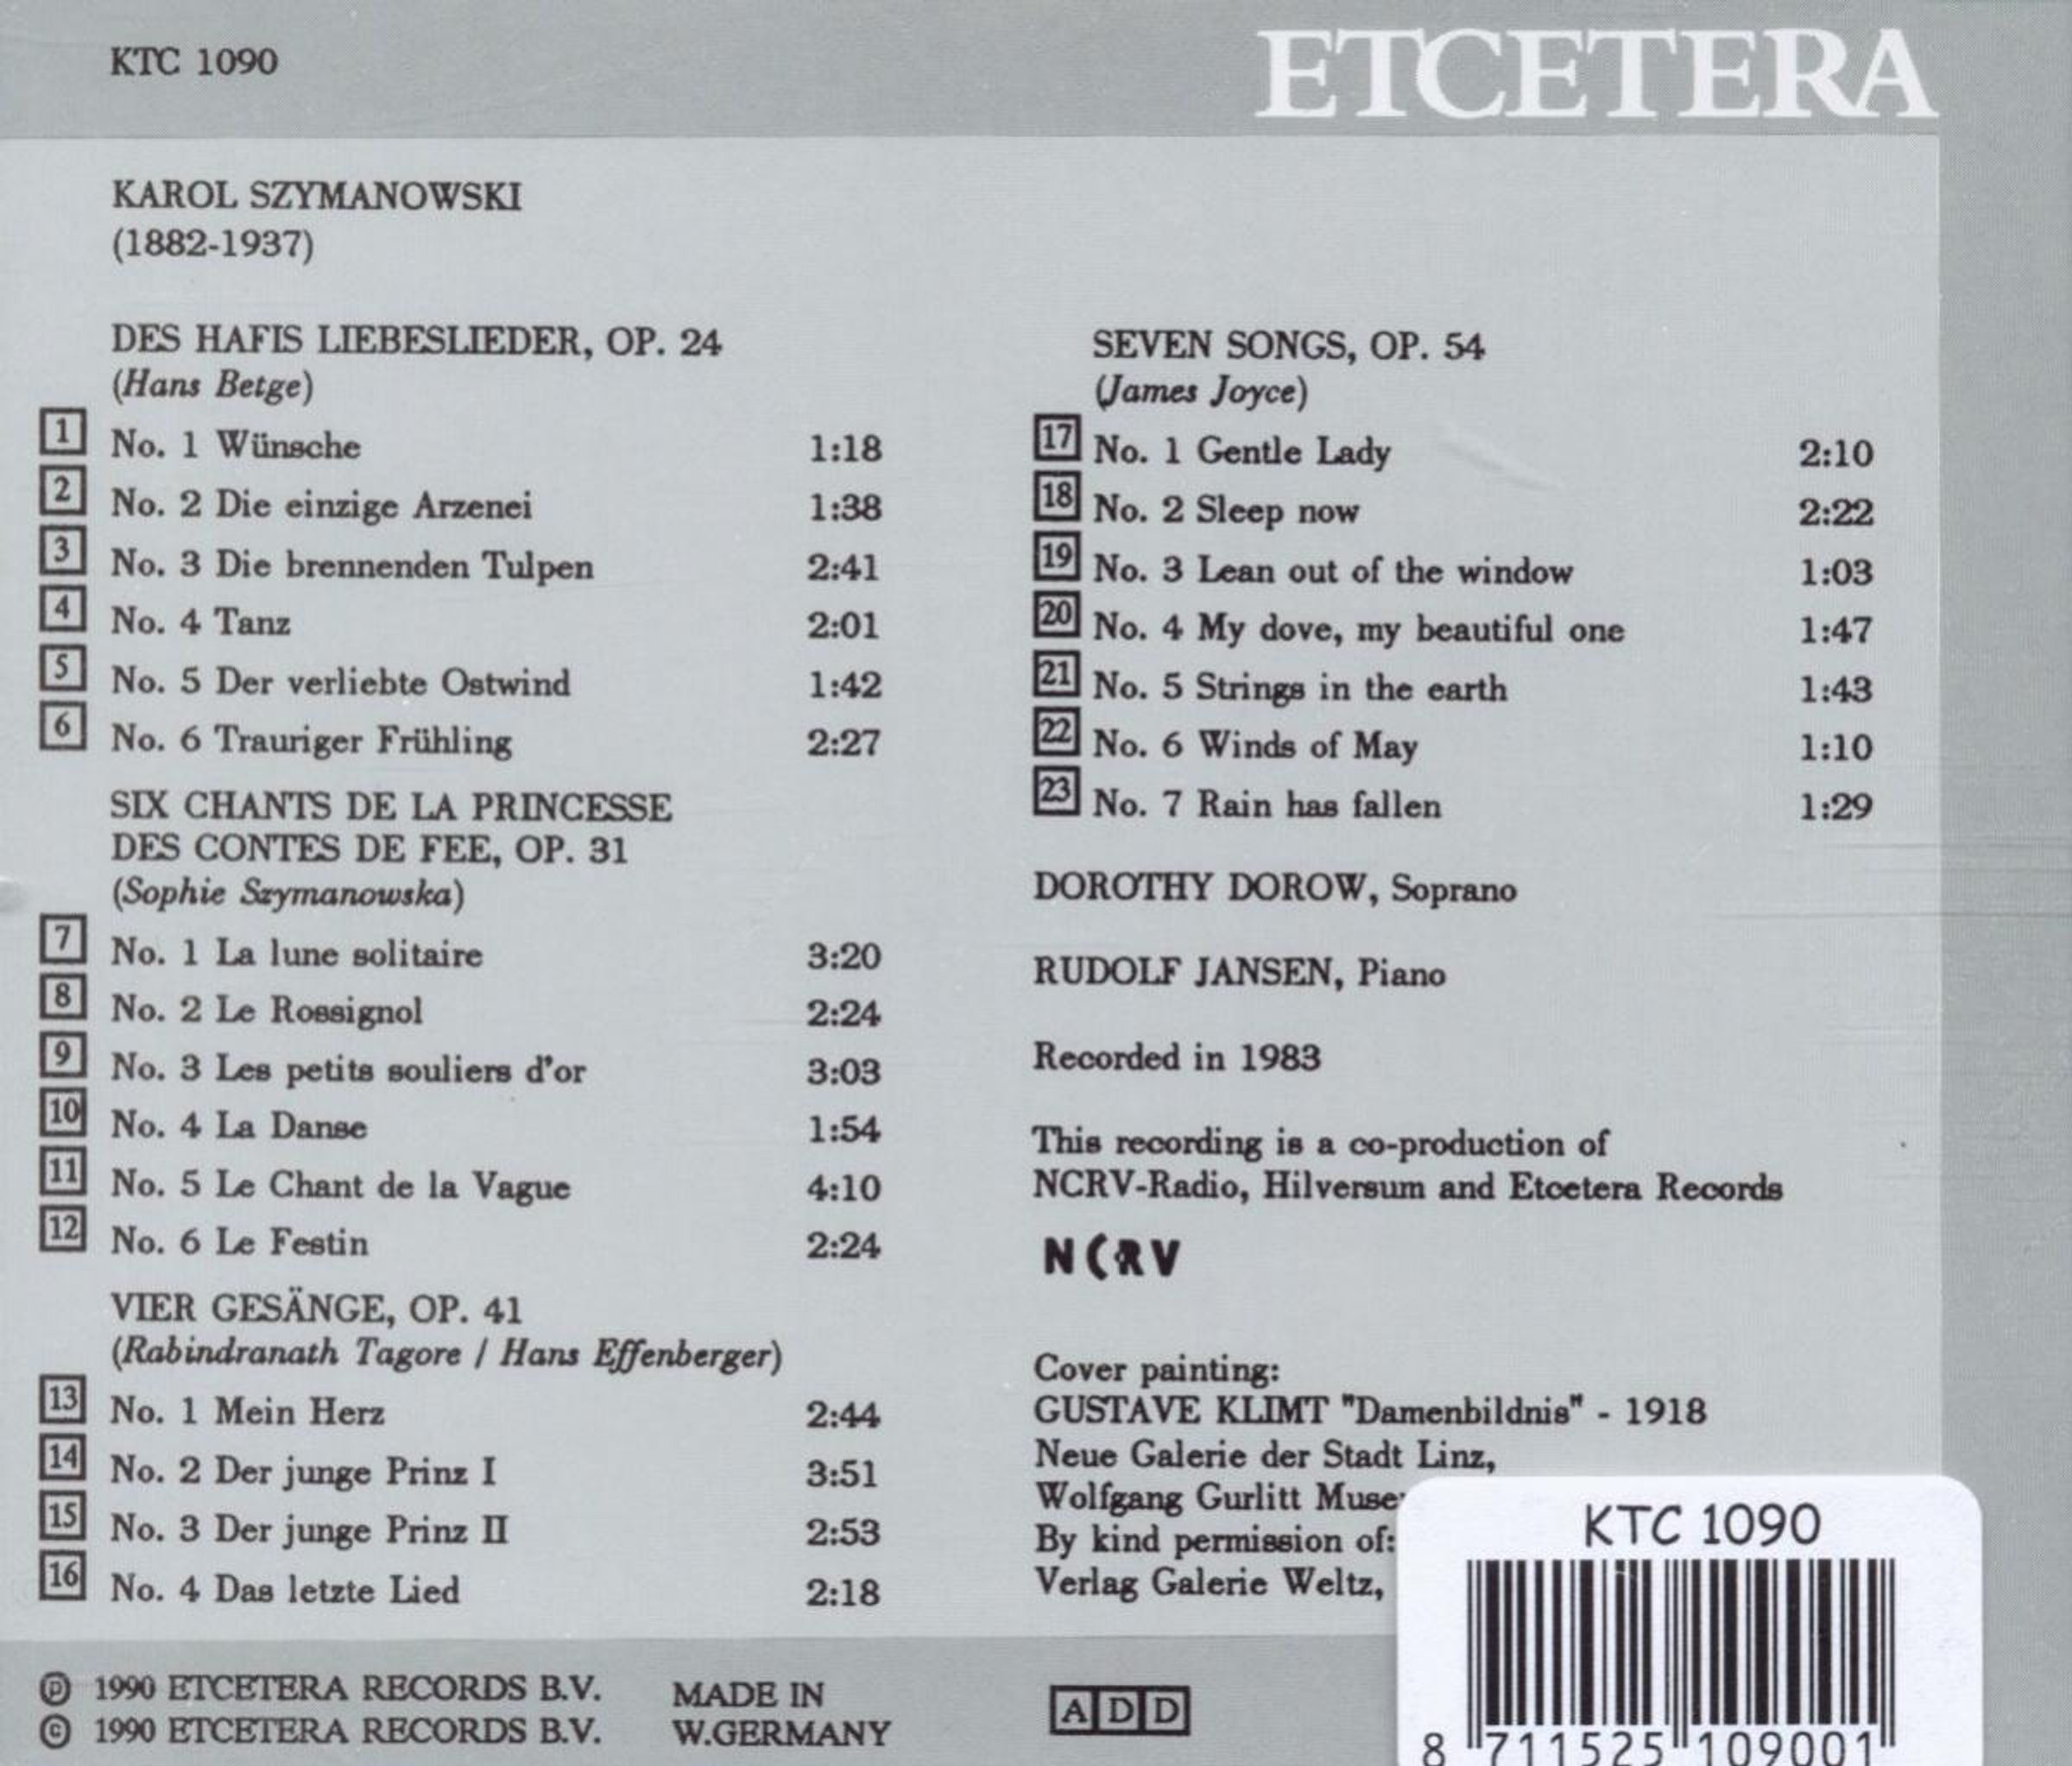 KTC 1090
ETCETERA
KAROL SZYMANOWSKI
(1882-1937)
DES HAFIS LIEBESLIEDER, OP. 24
(Hans Betge)
1 No. 1 Wünsche 1:18
2 No. 2 Die einzige Arzenei 1:38
3 No. 3 Die brennenden Tulpen 2:41
4 No. 4 Tanz 2:01
5 No. 5 Der verliebte Ostwind 1:42
6 No. 6 Trauriger Frühling 2:27
SIX CHANTS DE LA PRINCESSE
DES CONTES DE FEE, OP. 31
(Sophie Szymanowska)
7 No. 1 La lune solitaire 3:20
8 No. 2 Le Rossignol 2:24
9 No. 3 Les petits souliers d'or 3:03
10 No. 4 La Danse 1:54
11 No. 5 Le Chant de la Vague 4:10
12 No. 6 Le Festin 2:24
VIER GESÄNGE, OP. 41
(Rabindranath Tagore / Hans Effenberger)
13 No. 1 Mein Herz 2:44
14 No. 2 Der junge Prinz I 3:51
15 No. 3 Der junge Prinz II 2:53
16 No. 4 Das letzte Lied 2:18
SEVEN SONGS, OP. 54
(James Joyce)
17 No. 1 Gentle Lady 2:10
18 No. 2 Sleep now 2:22
19 No. 3 Lean out of the window 1:03
20 No. 4 My dove, my beautiful one 1:47
21 No. 5 Strings in the earth 1:43
22 No. 6 Winds of May 1:10
23 No. 7 Rain has fallen 1:29
DOROTHY DOROW, Soprano
RUDOLF JANSEN, Piano
Recorded in 1983
This recording is a co-production of
NCRV-Radio, Hilversum and Etcetera Records
NCRV
Cover painting:
GUSTAVE KLIMT "Damenbildnis" - 1918
Neue Galerie der Stadt Linz,
Wolfgang Gurlitt
By kind permission of:
Verlag Galerie Weltz,
KTC 1090
8 711525 109001
℗ 1990 ETCETERA RECORDS B.V.
© 1990 ETCETERA RECORDS B.V.
MADE IN
W.GERMANY
ADD